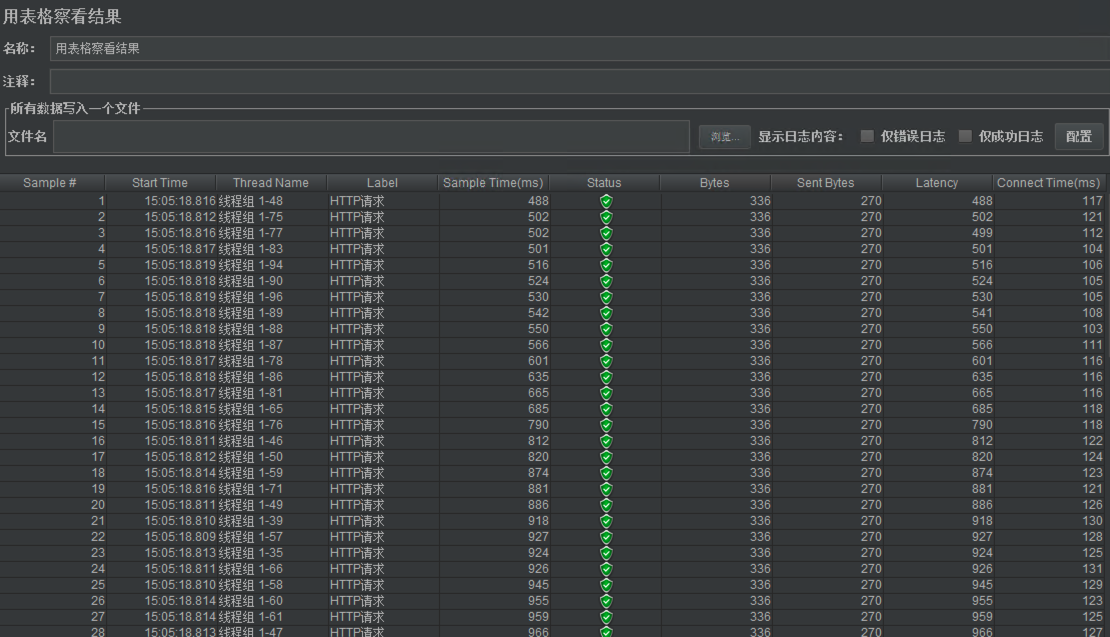 用表格察看结果
名称： 用表格察看结果
注释：
所有数据写入一个文件
文件名 浏览... 显示日志内容： 仅错误日志 仅成功日志 配置
Sample # Start Time Thread Name Label Sample Time(ms) Status Bytes Sent Bytes Latency Connect Time(ms)
1 15:05:18.816 线程组 1-48 HTTP请求 488 336 270 488 117
2 15:05:18.812 线程组 1-75 HTTP请求 502 336 270 502 121
3 15:05:18.816 线程组 1-77 HTTP请求 502 336 270 499 112
4 15:05:18.817 线程组 1-83 HTTP请求 501 336 270 501 104
5 15:05:18.819 线程组 1-94 HTTP请求 516 336 270 516 106
6 15:05:18.818 线程组 1-90 HTTP请求 524 336 270 524 105
7 15:05:18.819 线程组 1-96 HTTP请求 530 336 270 530 105
8 15:05:18.818 线程组 1-89 HTTP请求 542 336 270 541 108
9 15:05:18.818 线程组 1-88 HTTP请求 550 336 270 550 103
10 15:05:18.818 线程组 1-87 HTTP请求 566 336 270 566 111
11 15:05:18.817 线程组 1-78 HTTP请求 601 336 270 601 116
12 15:05:18.818 线程组 1-86 HTTP请求 635 336 270 635 116
13 15:05:18.817 线程组 1-81 HTTP请求 665 336 270 665 116
14 15:05:18.815 线程组 1-65 HTTP请求 685 336 270 685 118
15 15:05:18.816 线程组 1-76 HTTP请求 790 336 270 790 118
16 15:05:18.811 线程组 1-46 HTTP请求 812 336 270 812 122
17 15:05:18.812 线程组 1-50 HTTP请求 820 336 270 820 124
18 15:05:18.814 线程组 1-59 HTTP请求 874 336 270 874 123
19 15:05:18.816 线程组 1-71 HTTP请求 881 336 270 881 121
20 15:05:18.811 线程组 1-49 HTTP请求 886 336 270 886 126
21 15:05:18.810 线程组 1-39 HTTP请求 918 336 270 918 130
22 15:05:18.809 线程组 1-57 HTTP请求 927 336 270 927 128
23 15:05:18.813 线程组 1-35 HTTP请求 924 336 270 924 125
24 15:05:18.811 线程组 1-66 HTTP请求 926 336 270 926 131
25 15:05:18.810 线程组 1-58 HTTP请求 945 336 270 945 129
26 15:05:18.814 线程组 1-60 HTTP请求 955 336 270 955 123
27 15:05:18.814 线程组 1-61 HTTP请求 959 336 270 959 125
28 15:05:18.813 线程组 1-47 HTTP请求 966 336 270 966 127